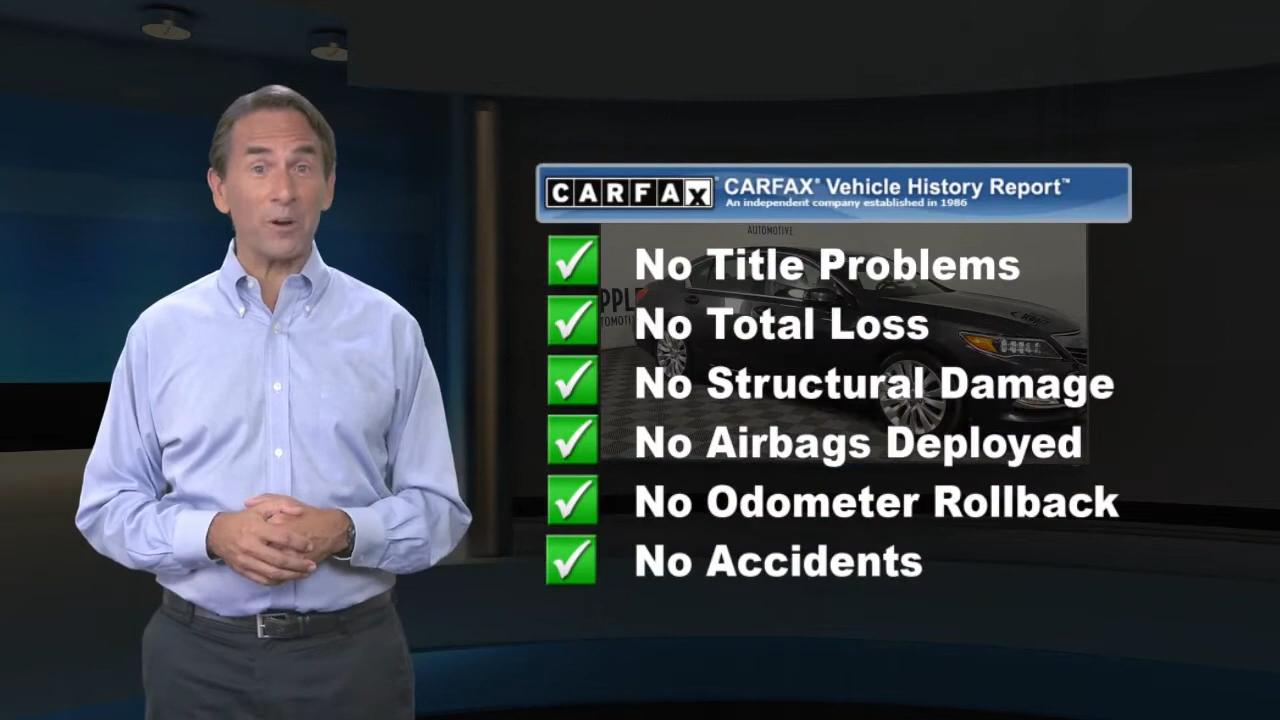 CARFAX® CARFAX® Vehicle History Report™
An independent company established in 1986
AUTOMOTIVE
No Title Problems
No Total Loss
No Structural Damage
No Airbags Deployed
No Odometer Rollback
No Accidents